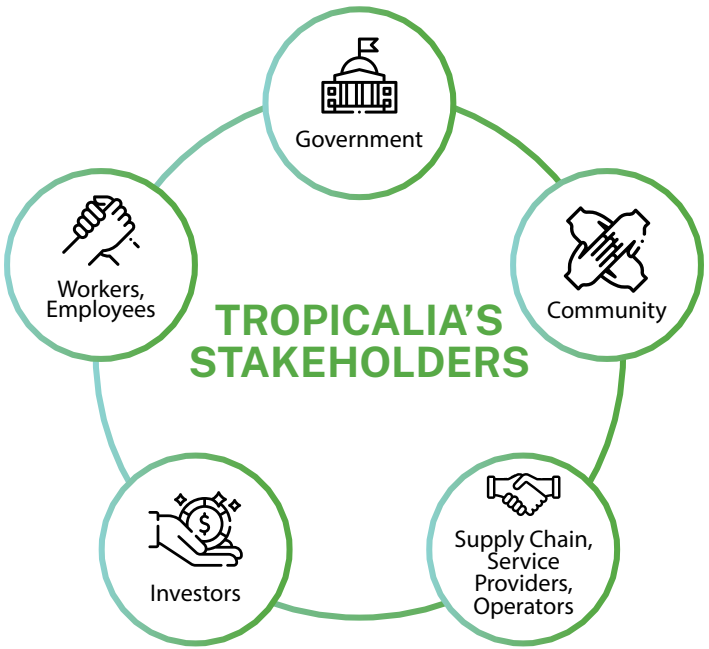 Government
Community
Supply Chain,
Service
Providers,
Operators
Investors
Workers,
Employees
TROPICALIA’S
STAKEHOLDERS
$